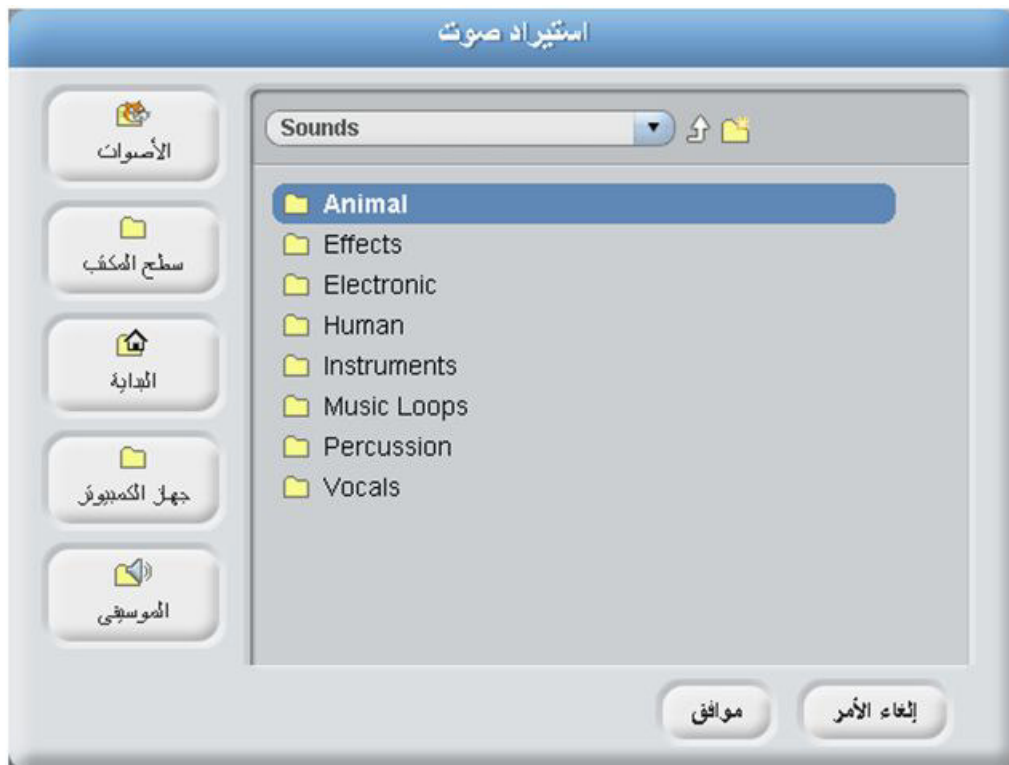 استيراد صوت
الأصوات
سطح المكتب
البداية
جهاز الكمبيوتر
الموسيقى
Sounds
Animal
Effects
Electronic
Human
Instruments
Music Loops
Percussion
Vocals
موافق
إلغاء الأمر